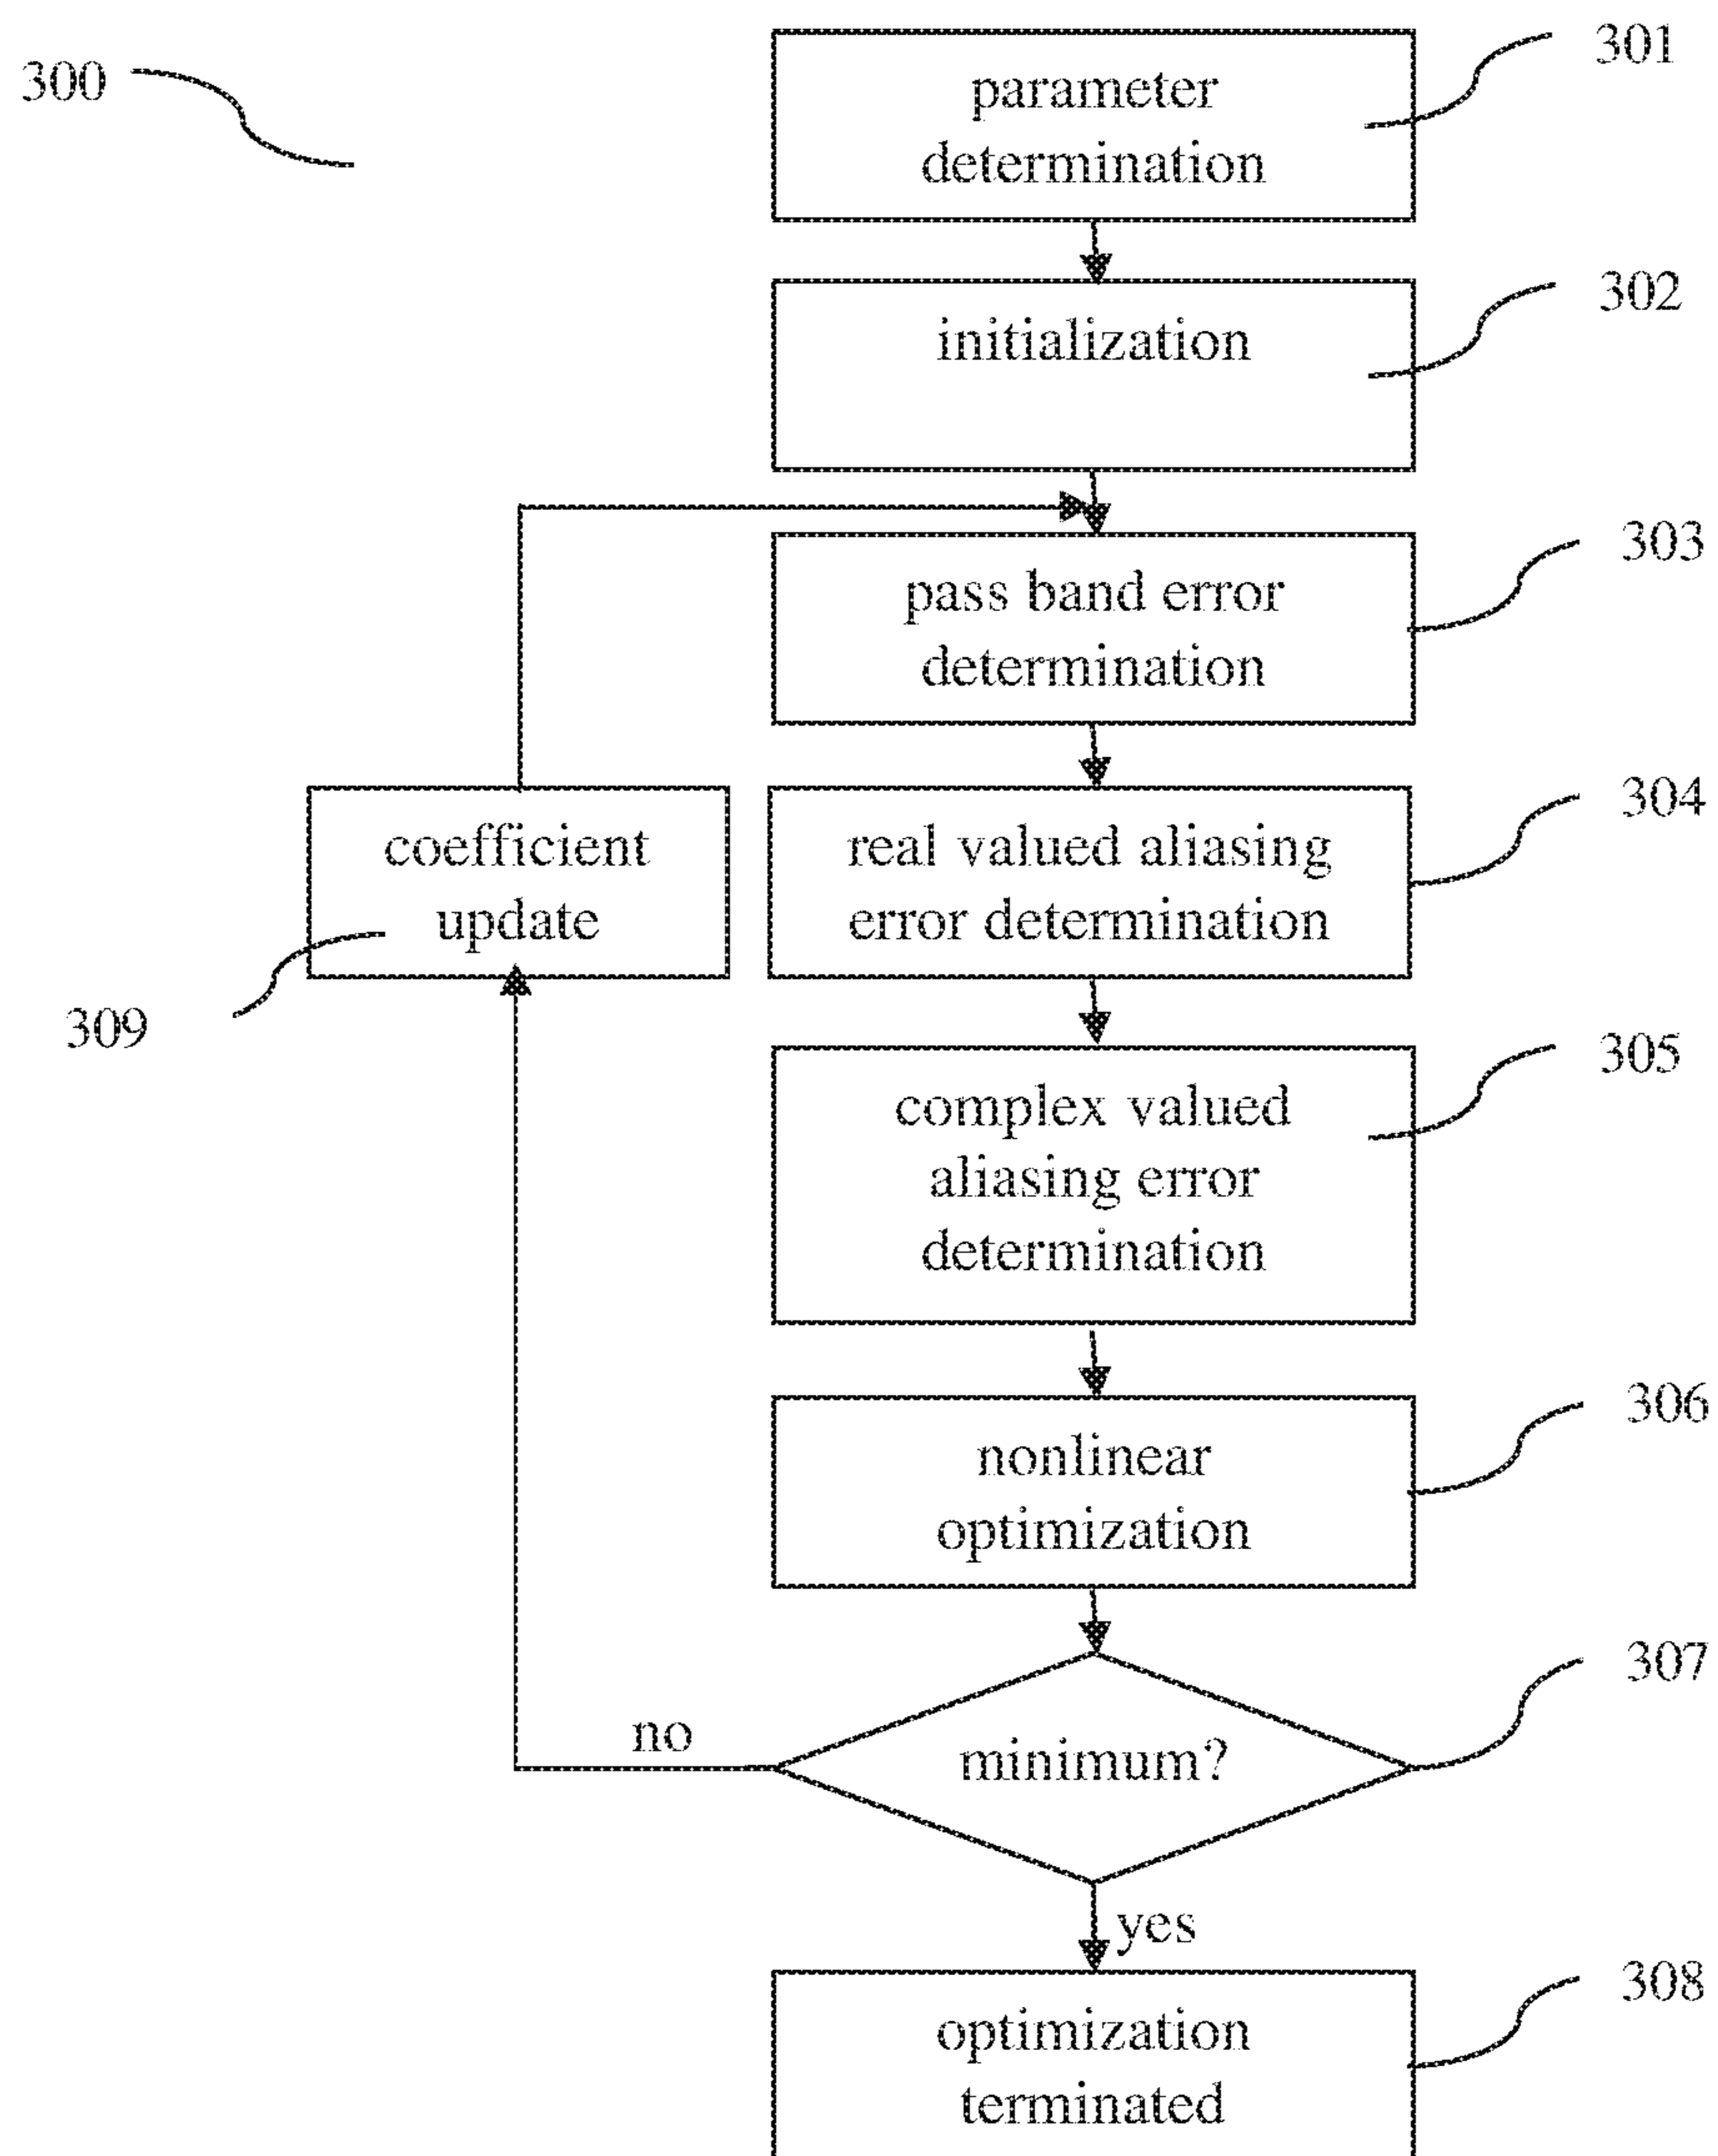 300
301
parameter
determination
302
initialization
303
pass band error
determination
304
real valued aliasing
error determination
coefficient
update
309
305
complex valued
aliasing error
determination
306
nonlinear
optimization
307
minimum?
no
yes
308
optimization
terminated